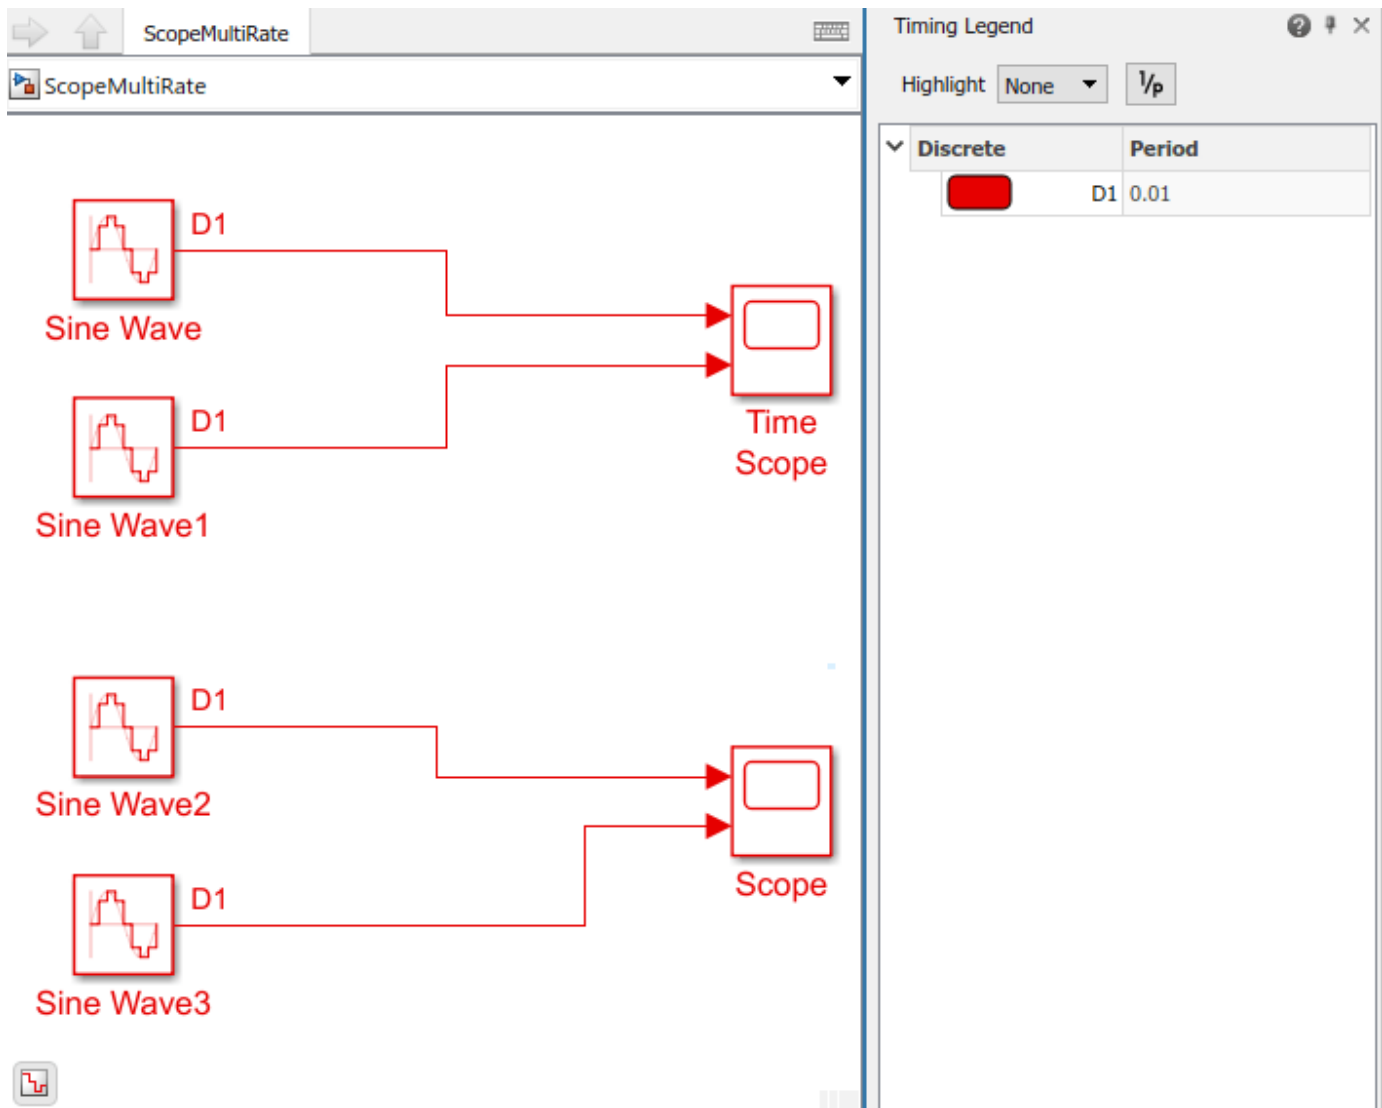 ScopeMultiRate
ScopeMultiRate
D1
Sine Wave
D1
Sine Wave1
Time
Scope
D1
Sine Wave2
D1
Sine Wave3
Scope
Timing Legend
Highlight None 1/p
Discrete Period
D1 0.01